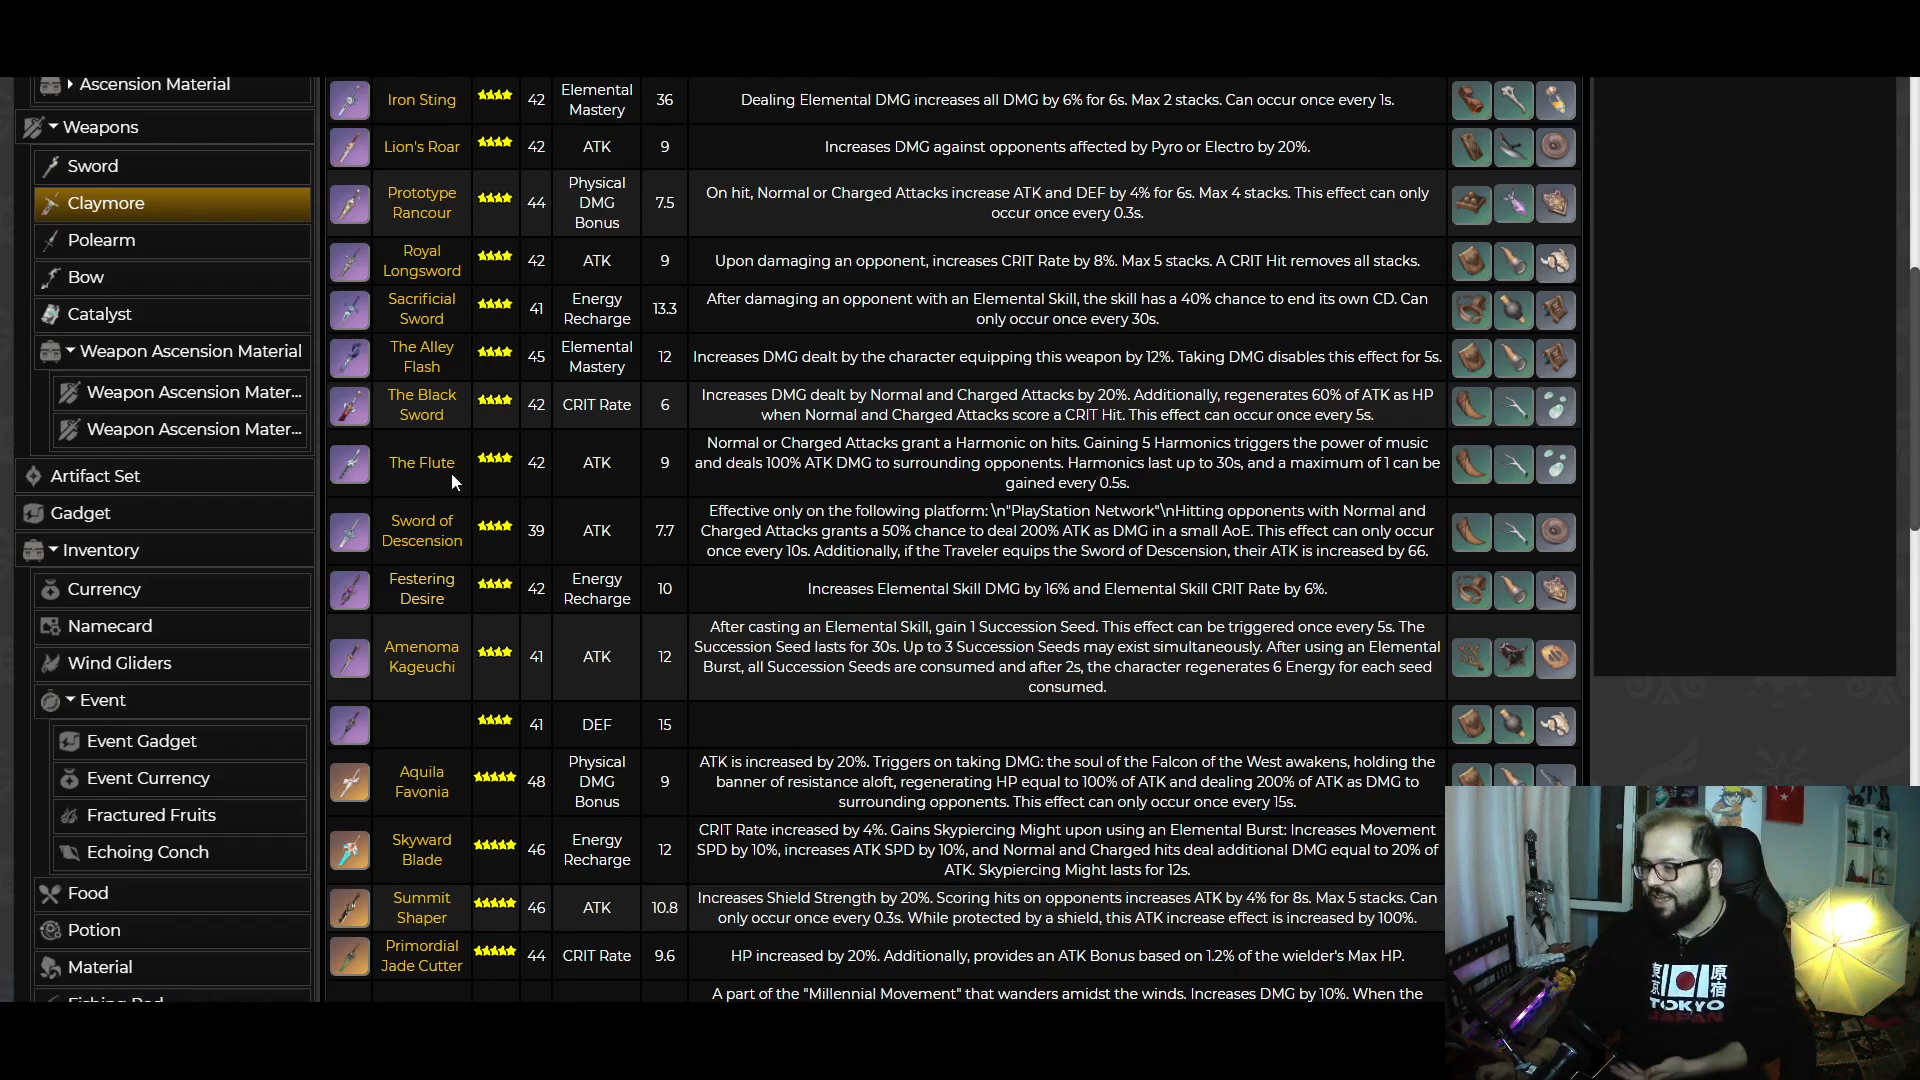 Ascension Material
Weapons
Sword
Claymore
Polearm
Bow
Catalyst
Weapon Ascension Material
Weapon Ascension Mater...
Weapon Ascension Mater...
Artifact Set
Gadget
Inventory
Currency
Namecard
Wind Gliders
Event
Event Gadget
Event Currency
Fractured Fruits
Echoing Conch
Food
Potion
Material
Iron Sting
42
Elemental
Mastery
36
Dealing Elemental DMG increases all DMG by 6% for 6s. Max 2 stacks. Can occur once every 1s.
Lion's Roar
42
ATK
9
Increases DMG against opponents affected by Pyro or Electro by 20%.
Prototype
Rancour
44
Physical
DMG
Bonus
7.5
On hit, Normal or Charged Attacks increase ATK and DEF by 4% for 6s. Max 4 stacks. This effect can only
occur once every 0.3s.
Royal
Longsword
42
ATK
9
Upon damaging an opponent, increases CRIT Rate by 8%. Max 5 stacks. A CRIT Hit removes all stacks.
Sacrificial
Sword
41
Energy
Recharge
13.3
After damaging an opponent with an Elemental Skill, the skill has a 40% chance to end its own CD. Can
only occur once every 30s.
The Alley
Flash
45
Elemental
Mastery
12
Increases DMG dealt by the character equipping this weapon by 12%. Taking DMG disables this effect for 5s.
The Black
Sword
42
CRIT Rate
6
Increases DMG dealt by Normal and Charged Attacks by 20%. Additionally, regenerates 60% of ATK as HP
when Normal and Charged Attacks score a CRIT Hit. This effect can occur once every 5s.
The Flute
42
ATK
9
Normal or Charged Attacks grant a Harmonic on hits. Gaining 5 Harmonics triggers the power of music
and deals 100% ATK DMG to surrounding opponents. Harmonics last up to 30s, and a maximum of 1 can be
gained every 0.5s.
Sword of
Descension
39
ATK
7.7
Effective only on the following platform: \n"PlayStation Network"\nHitting opponents with Normal and
Charged Attacks grants a 50% chance to deal 200% ATK as DMG in a small AoE. This effect can only occur
once every 10s. Additionally, if the Traveler equips the Sword of Descension, their ATK is increased by 66.
Festering
Desire
42
Energy
Recharge
10
Increases Elemental Skill DMG by 16% and Elemental Skill CRIT Rate by 6%.
Amenoma
Kageuchi
41
ATK
12
After casting an Elemental Skill, gain 1 Succession Seed. This effect can be triggered once every 5s. The
Succession Seed lasts for 30s. Up to 3 Succession Seeds may exist simultaneously. After using an Elemental
Burst, all Succession Seeds are consumed and after 2s, the character regenerates 6 Energy for each seed
consumed.
41
DEF
15
Aquila
Favonia
48
Physical
DMG
Bonus
9
ATK is increased by 20%. Triggers on taking DMG: the soul of the Falcon of the West awakens, holding the
banner of resistance aloft, regenerating HP equal to 100% of ATK and dealing 200% of ATK as DMG to
surrounding opponents. This effect can only occur once every 15s.
Skyward
Blade
46
Energy
Recharge
12
CRIT Rate increased by 4%. Gains Skypiercing Might upon using an Elemental Burst: Increases Movement
SPD by 10%, increases ATK SPD by 10%, and Normal and Charged hits deal additional DMG equal to 20% of
ATK. Skypiercing Might lasts for 12s.
Summit
Shaper
46
ATK
10.8
Increases Shield Strength by 20%. Scoring hits on opponents increases ATK by 4% for 8s. Max 5 stacks. Can
only occur once every 0.3s. While protected by a shield, this ATK increase effect is increased by 100%.
Primordial
Jade Cutter
44
CRIT Rate
9.6
HP increased by 20%. Additionally, provides an ATK Bonus based on 1.2% of the wielder's Max HP.
A part of the "Millennial Movement" that wanders amidst the winds. Increases DMG by 10%. When the
東京
原宿
TOKYO
JAPAN